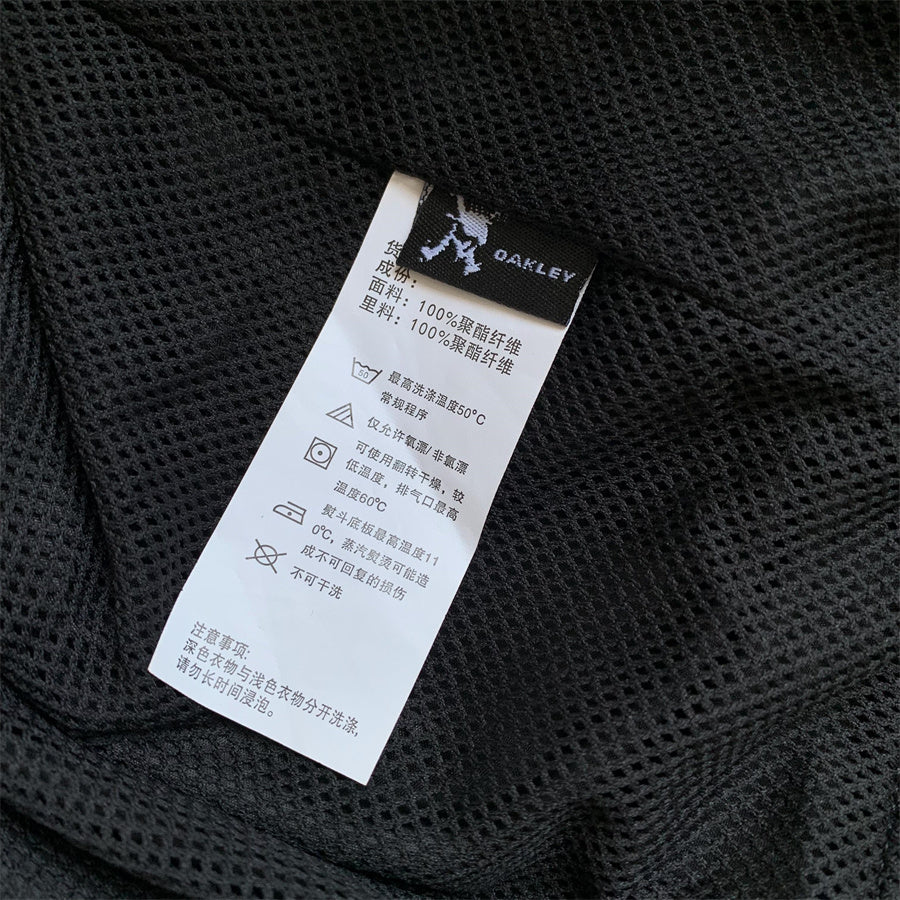 OAKLEY
货
成份:
面料: 100%聚酯纤维
里料: 100%聚酯纤维
50
最高洗涤温度50°C
常规程序
仅允许氧漂/非氯漂
可使用翻转干燥，较
低温度，排气口最高
温度60℃
熨斗底板最高温度11
0℃，蒸汽熨烫可能造
成不可回复的损伤
不可干洗
注意事项:
深色衣物与浅色衣物分开洗涤,
请勿长时间浸泡。